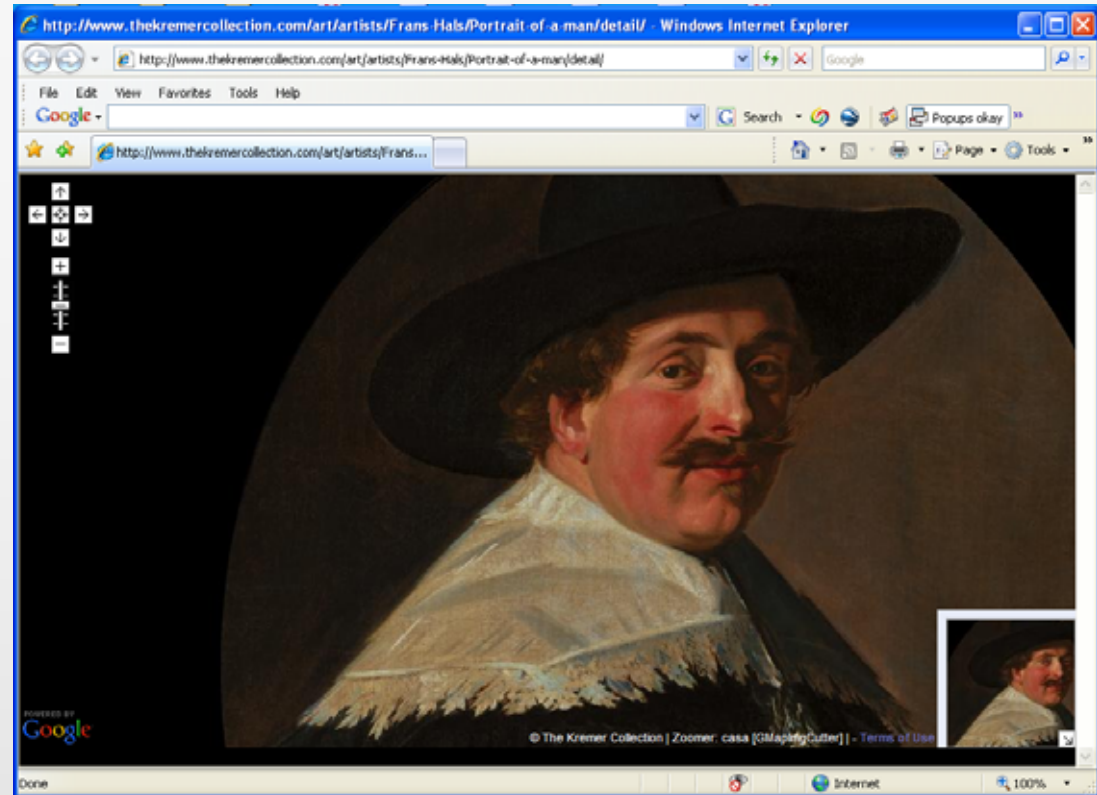 http://www.thekremercollection.com/art/artists/Frans-Hals/Portrait-of-a-man/detail/ - Windows Internet Explorer
http://www.thekremercollection.com/art/artists/Frans-Hals/Portrait-of-a-man/detail/ Google
File Edit View Favorites Tools Help
Google Search Popups okay »
http://www.thekremercollection.com/art/artists/Frans... Page Tools »
POWERED BY
Google
© The Kremer Collection | Zoomer: casa [GMapImgCutter] | - Terms of Use
Done Internet 100%